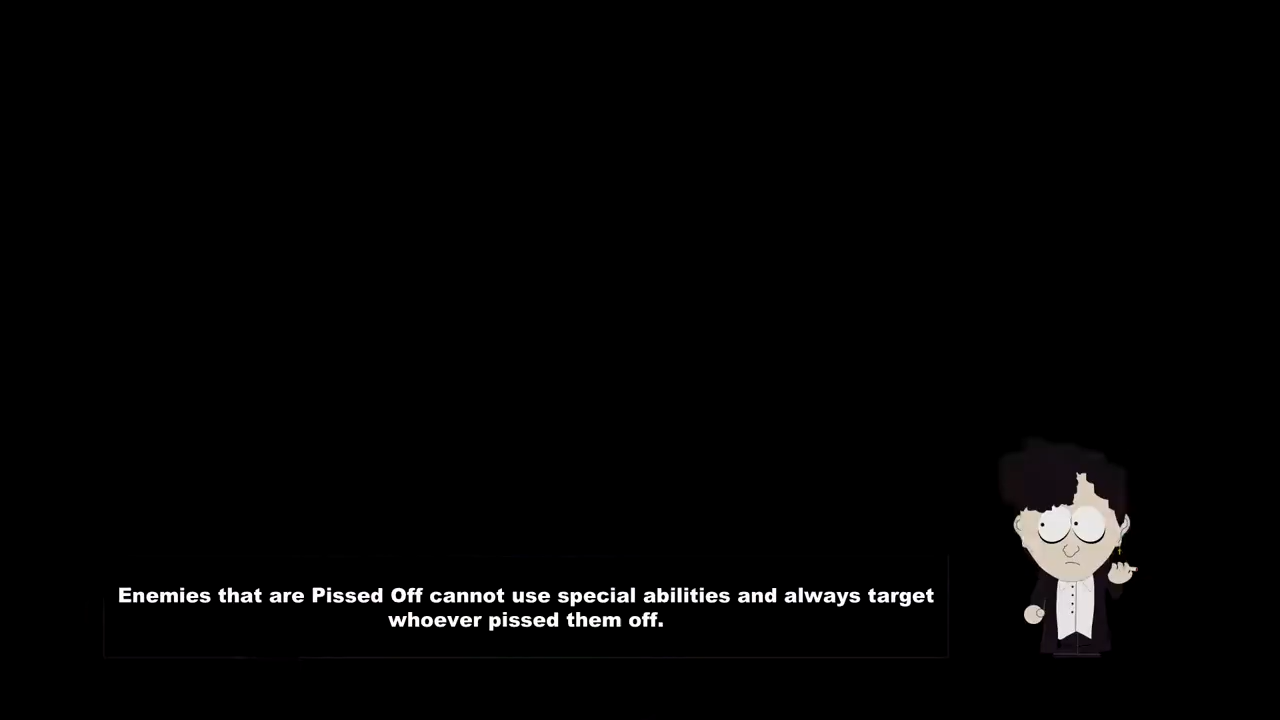 Enemies that are Pissed Off cannot use special abilities and always target
whoever pissed them off.